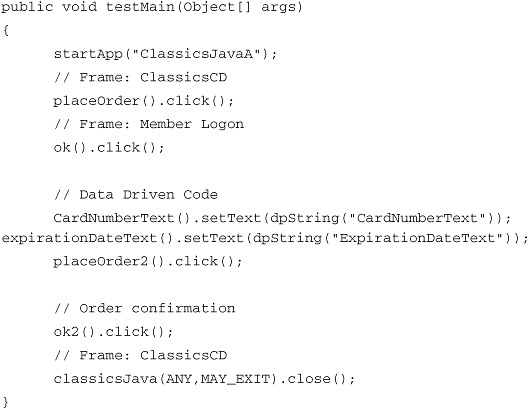 public void testMain(Object[] args)
{
startApp("ClassicsJavaA");
// Frame: ClassicsCD
placeOrder().click();
// Frame: Member Logon
ok().click();
// Data Driven Code
CardNumberText().setText(dpString("CardNumberText"));
expirationDateText().setText(dpString("ExpirationDateText"));
placeOrder2().click();
// Order confirmation
ok2().click();
// Frame: ClassicsCD
classicsJava(ANY,MAY_EXIT).close();
}